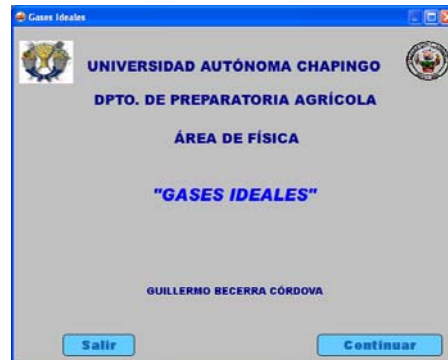 Gases Ideales
UNIVERSIDAD AUTÓNOMA CHAPINGO
DPTO. DE PREPARATORIA AGRÍCOLA
ÁREA DE FÍSICA
"GASES IDEALES"
GUILLERMO BECERRA CÓRDOVA
Salir
Continuar